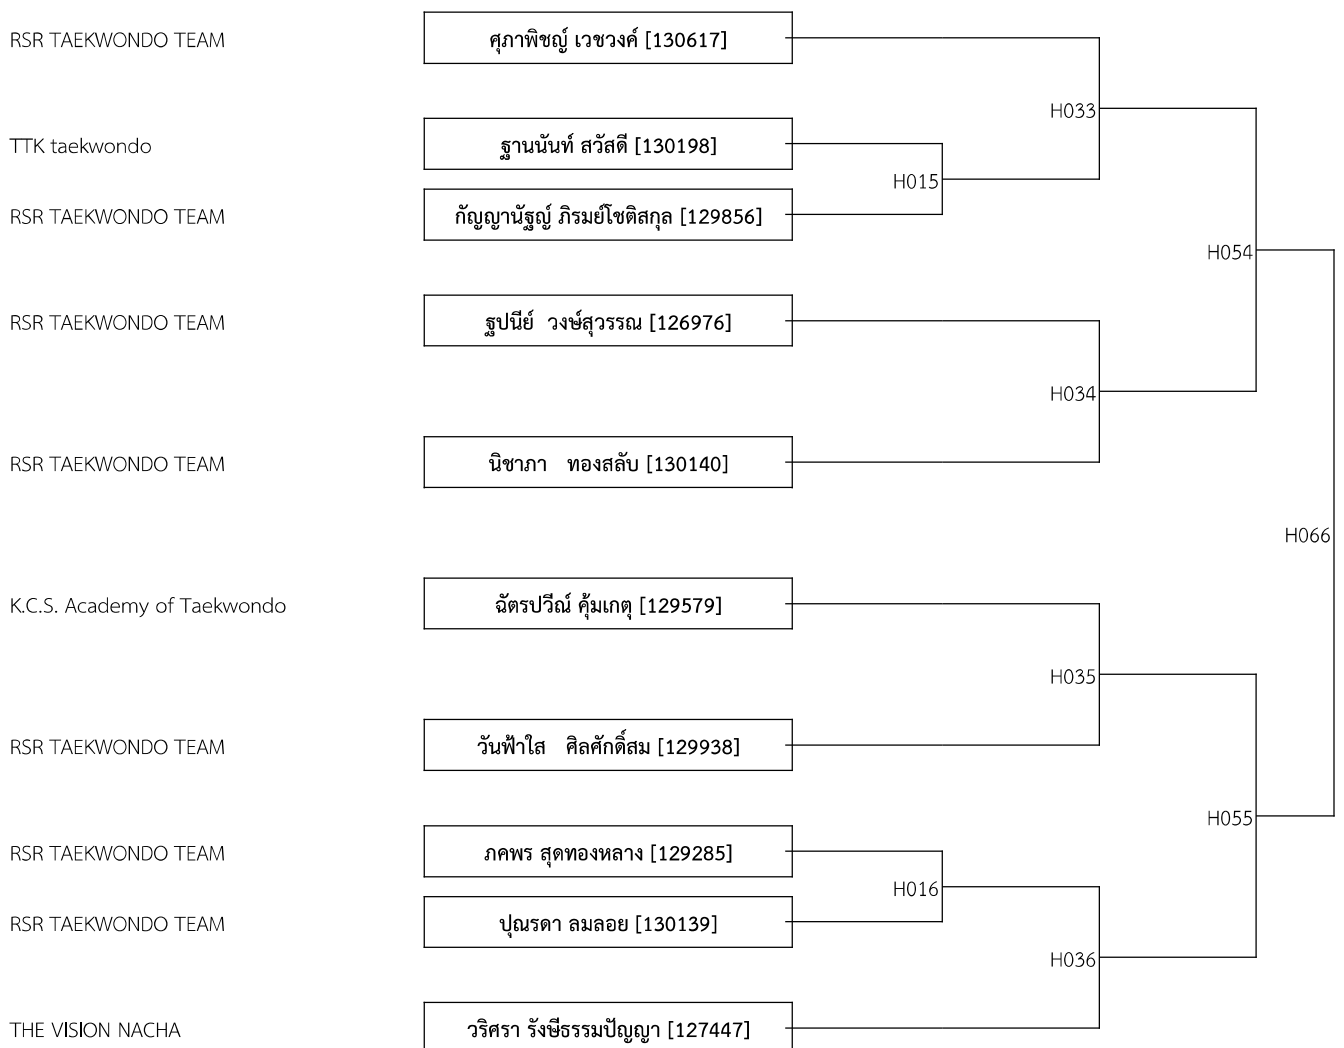 RSR TAEKWONDO TEAM ศุภาพิชญ์ เวชวงค์ [130617]
H033
TTK taekwondo ฐานนันท์ สวัสดี [130198]
H015
RSR TAEKWONDO TEAM กัญญานัฐญ์ ภิรมย์โชติสกุล [129856]
H054
RSR TAEKWONDO TEAM ฐปนีย์ วงษ์สุวรรณ [126976]
H034
RSR TAEKWONDO TEAM นิชาภา ทองสลับ [130140]
H066
K.C.S. Academy of Taekwondo ฉัตรปวีณ์ คุ้มเกตุ [129579]
H035
RSR TAEKWONDO TEAM วันฟ้าใส ศิลศักดิ์สม [129938]
H055
RSR TAEKWONDO TEAM ภคพร สุดทองหลาง [129285]
H016
RSR TAEKWONDO TEAM ปุณรดา ลมลอย [130139]
H036
THE VISION NACHA วริศรา รังษีธรรมปัญญา [127447]